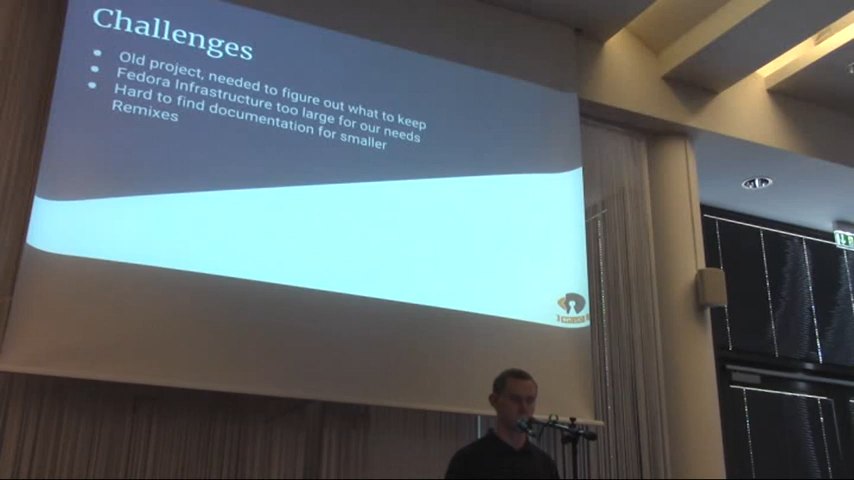 Challenges
Old project, needed to figure out what to keep
Fedora Infrastructure too large for our needs
Hard to find documentation for smaller
Remixes